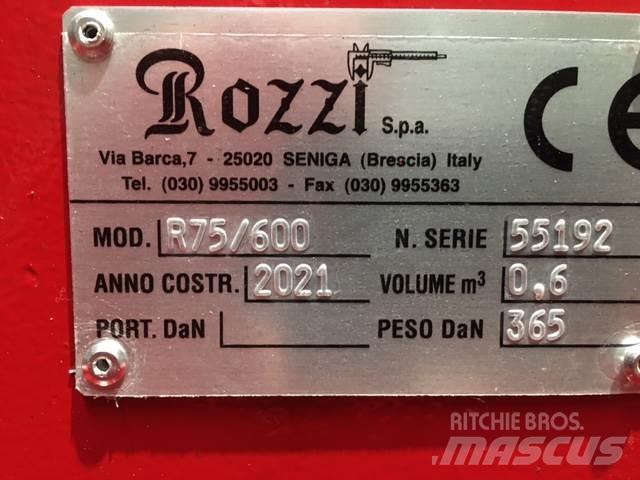 Rozzi S.p.a.
CE
Via Barca,7 - 25020 SENIGA (Brescia) Italy
Tel. (030) 9955003 - Fax (030) 9955363
MOD. R75/600 N. SERIE 55192
ANNO COSTR. 2021 VOLUME m³ 0,6
PORT. DaN PESO DaN 365
RITCHIE BROS.
MASCUS